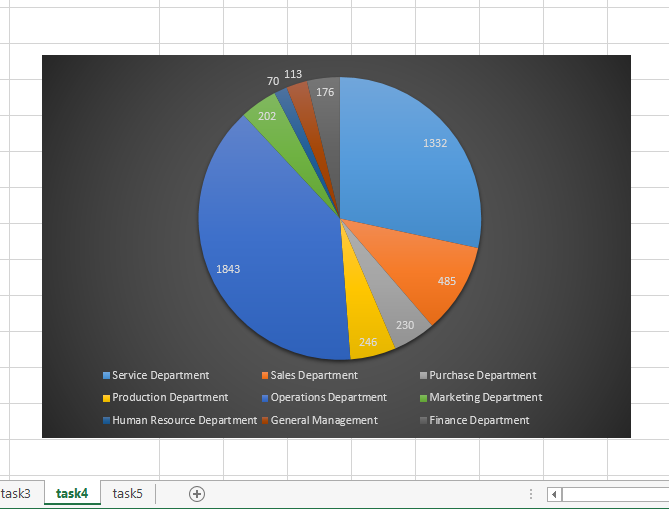 70 113
176
202
1332
1843
485
230
246
Service Department Sales Department Purchase Department
Production Department Operations Department Marketing Department
Human Resource Department General Management Finance Department
task3 task4 task5